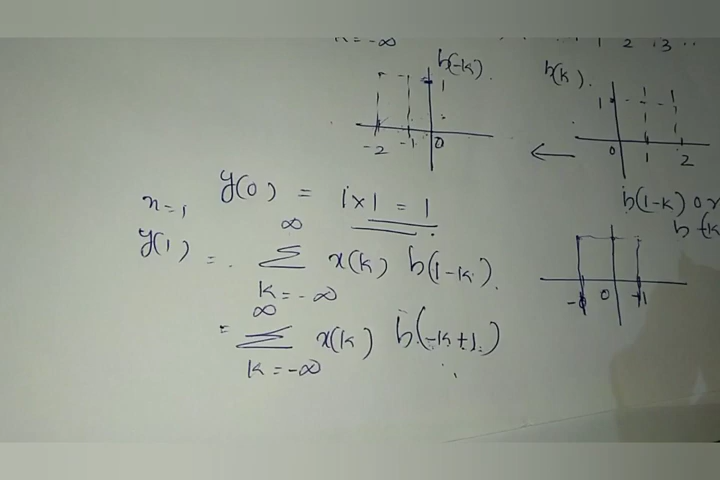 K = -∞
1 2 3 ..
h(-k).
1
-2 -1 0
h(k).
1
0 1 2
←
n=1, y(0) = 1×1 = 1
h(1-k) or
h(-k
y(1) = ∞ Σ K=-∞ x(k) h(1-k).
0 +1
= ∞ Σ K=-∞ x(k) h(-k+1)